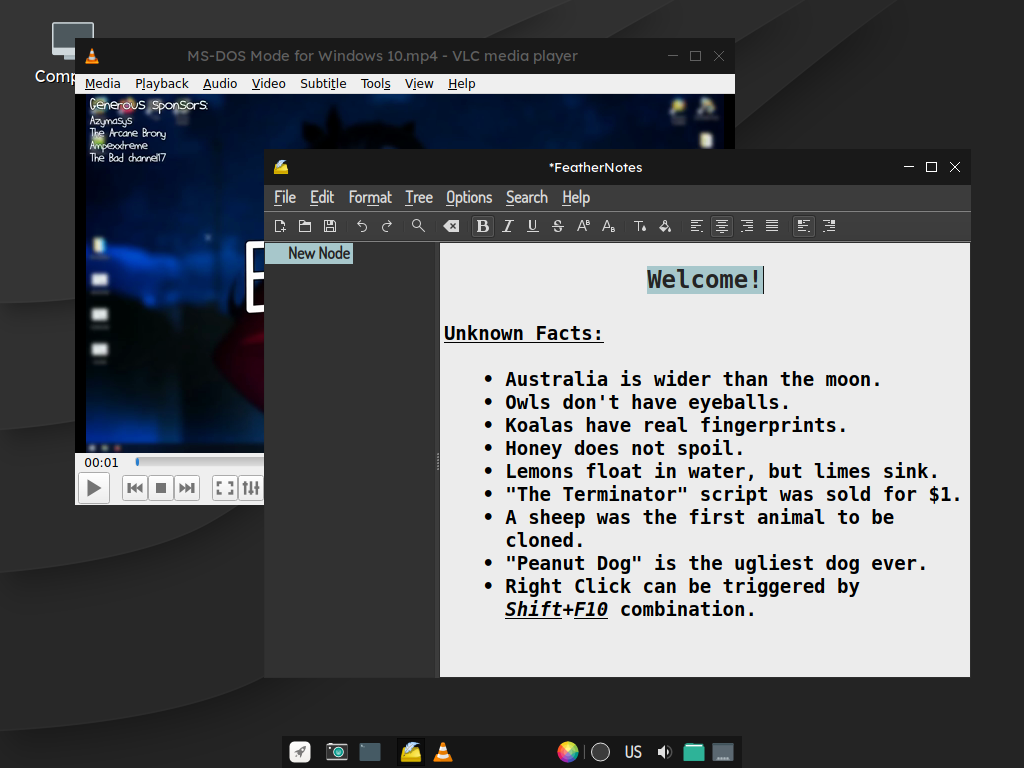 Comp
MS-DOS Mode for Windows 10.mp4 - VLC media player
Media Playback Audio Video Subtitle Tools View Help
Generous sponsors:
Azymasys
The Arcane Brony
Ampexxtreme
The Bad channel17
*FeatherNotes
File Edit Format Tree Options Search Help
New Node
Welcome!
Unknown Facts:
• Australia is wider than the moon.
• Owls don't have eyeballs.
• Koalas have real fingerprints.
• Honey does not spoil.
• Lemons float in water, but limes sink.
• "The Terminator" script was sold for $1.
• A sheep was the first animal to be
cloned.
• "Peanut Dog" is the ugliest dog ever.
• Right Click can be triggered by
Shift+F10 combination.
00:01
US